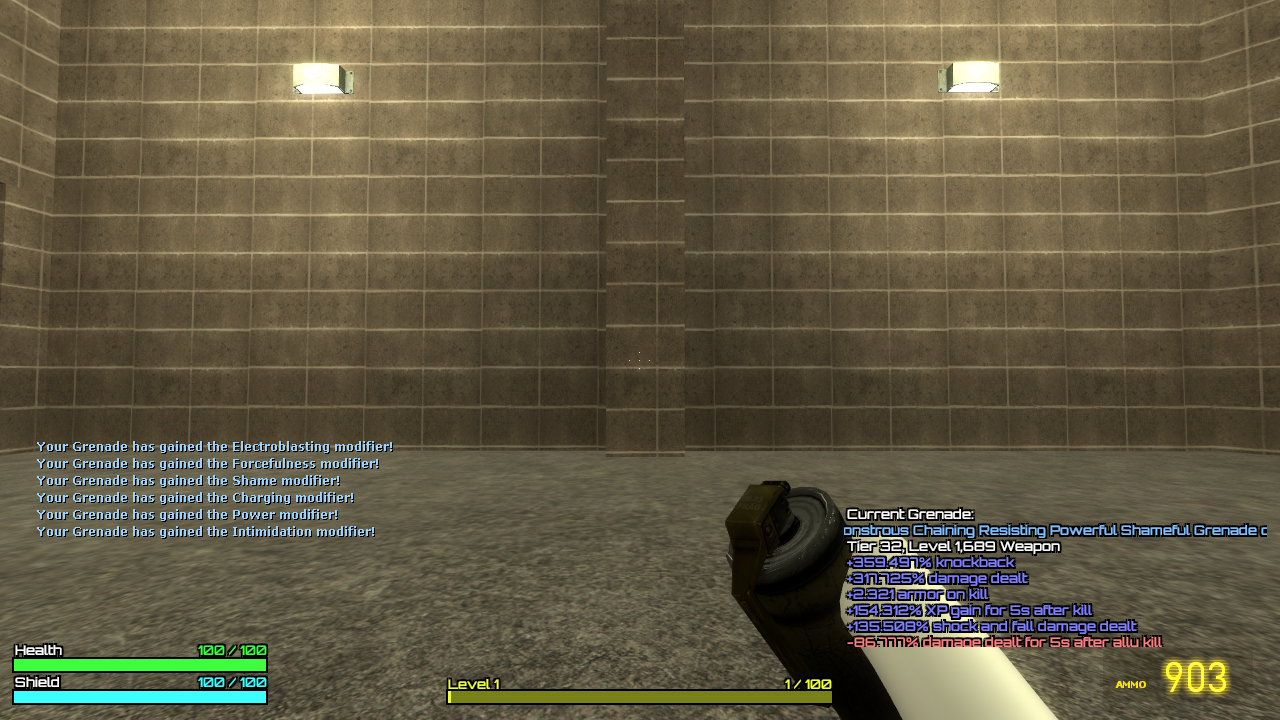 Your Grenade has gained the Electroblasting modifier!
Your Grenade has gained the Forcefulness modifier!
Your Grenade has gained the Shame modifier!
Your Grenade has gained the Charging modifier!
Your Grenade has gained the Power modifier!
Your Grenade has gained the Intimidation modifier!
Current Grenade:
onstrous Chaining Resisting Powerful Shameful Grenade o
Tier 32, Level 1,689 Weapon
+359.497% knockback
+317.725% damage dealt
+2.321 armor on kill
+154.312% XP gain for 5s after kill
+135.508% shock and fall damage dealt
-86.777% damage dealt for 5s after ally kill
Health 100 / 100
Shield 100 / 100
Level 1 1 / 100
AMMO 903